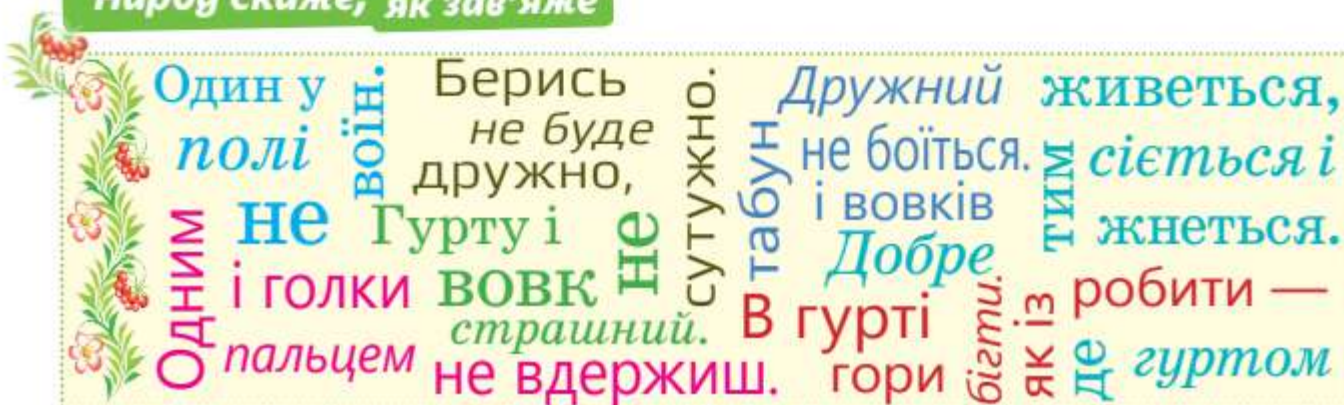 Народ скаже, як зав'яже
Один у
полі
не
воїн.
Берись
дружно,
не буде
сутужно.
Гурту і
вовк
не
страшний.
Дружний
табун
і вовків
не боїться.
Одним
пальцем
і голки
не вдержиш.
В гурті
робити —
як із
гори
бігти.
Добре
тим
живеться,
де
гуртом
сіється і
жнеться.